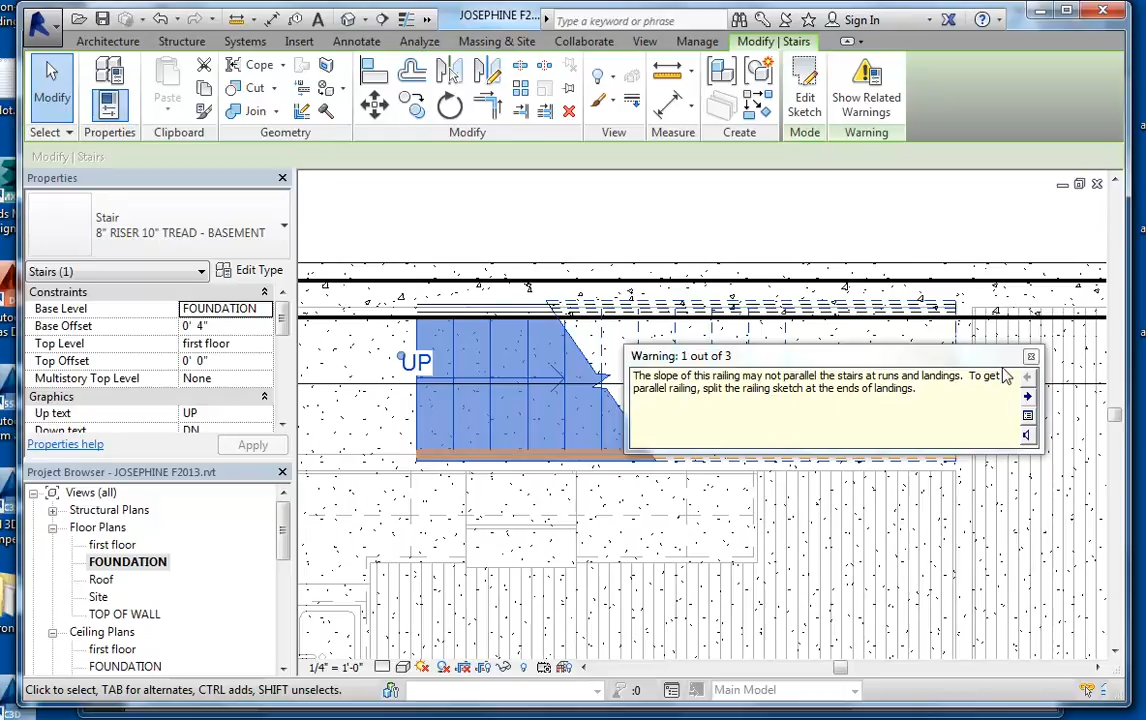 JOSEPHINE F2...
Type a keyword or phrase
Sign In
Architecture Structure Systems Insert Annotate Analyze Massing & Site Collaborate View Manage Modify | Stairs
Modify
Paste
Cope
Cut
Join
Edit
Sketch
Show Related
Warnings
Select Properties Clipboard Geometry Modify View Measure Create Mode Warning
Modify | Stairs
Properties
Stair
8" RISER 10" TREAD - BASEMENT
Stairs (1) Edit Type
Constraints
Base Level FOUNDATION
Base Offset 0' 4"
Top Level first floor
Top Offset 0' 0"
Multistory Top Level None
Graphics
Up text UP
Down text DN
Properties help Apply
UP
Warning: 1 out of 3
The slope of this railing may not parallel the stairs at runs and landings. To get
parallel railing, split the railing sketch at the ends of landings.
Project Browser - JOSEPHINE F2013.rvt
Views (all)
Structural Plans
Floor Plans
first floor
FOUNDATION
Roof
Site
TOP OF WALL
Ceiling Plans
first floor
FOUNDATION
1/4" = 1'-0"
Click to select, TAB for alternates, CTRL adds, SHIFT unselects.
:0
Main Model